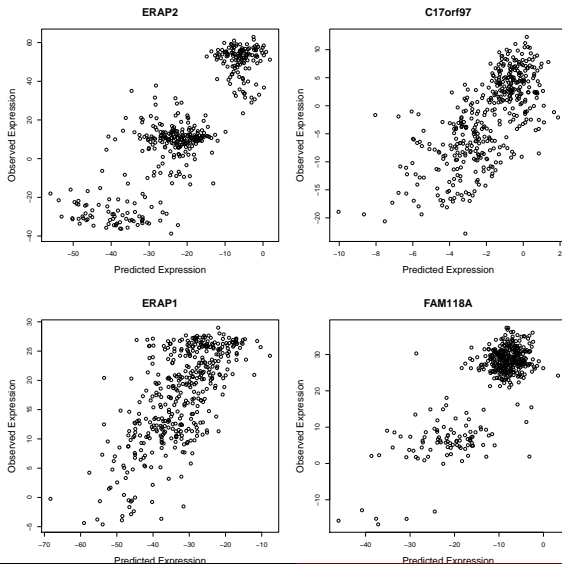 ERAP2
Observed Expression
−40 −20 0 20 40 60
−50 −40 −30 −20 −10 0
Predicted Expression
C17orf97
Observed Expression
−20 −15 −10 −5 0 5 10
−10 −8 −6 −4 −2 0 2
Predicted Expression
ERAP1
Observed Expression
−5 0 5 10 15 20 25 30
−70 −60 −50 −40 −30 −20 −10
Predicted Expression
FAM118A
Observed Expression
−10 0 10 20 30
−40 −30 −20 −10 0
Predicted Expression